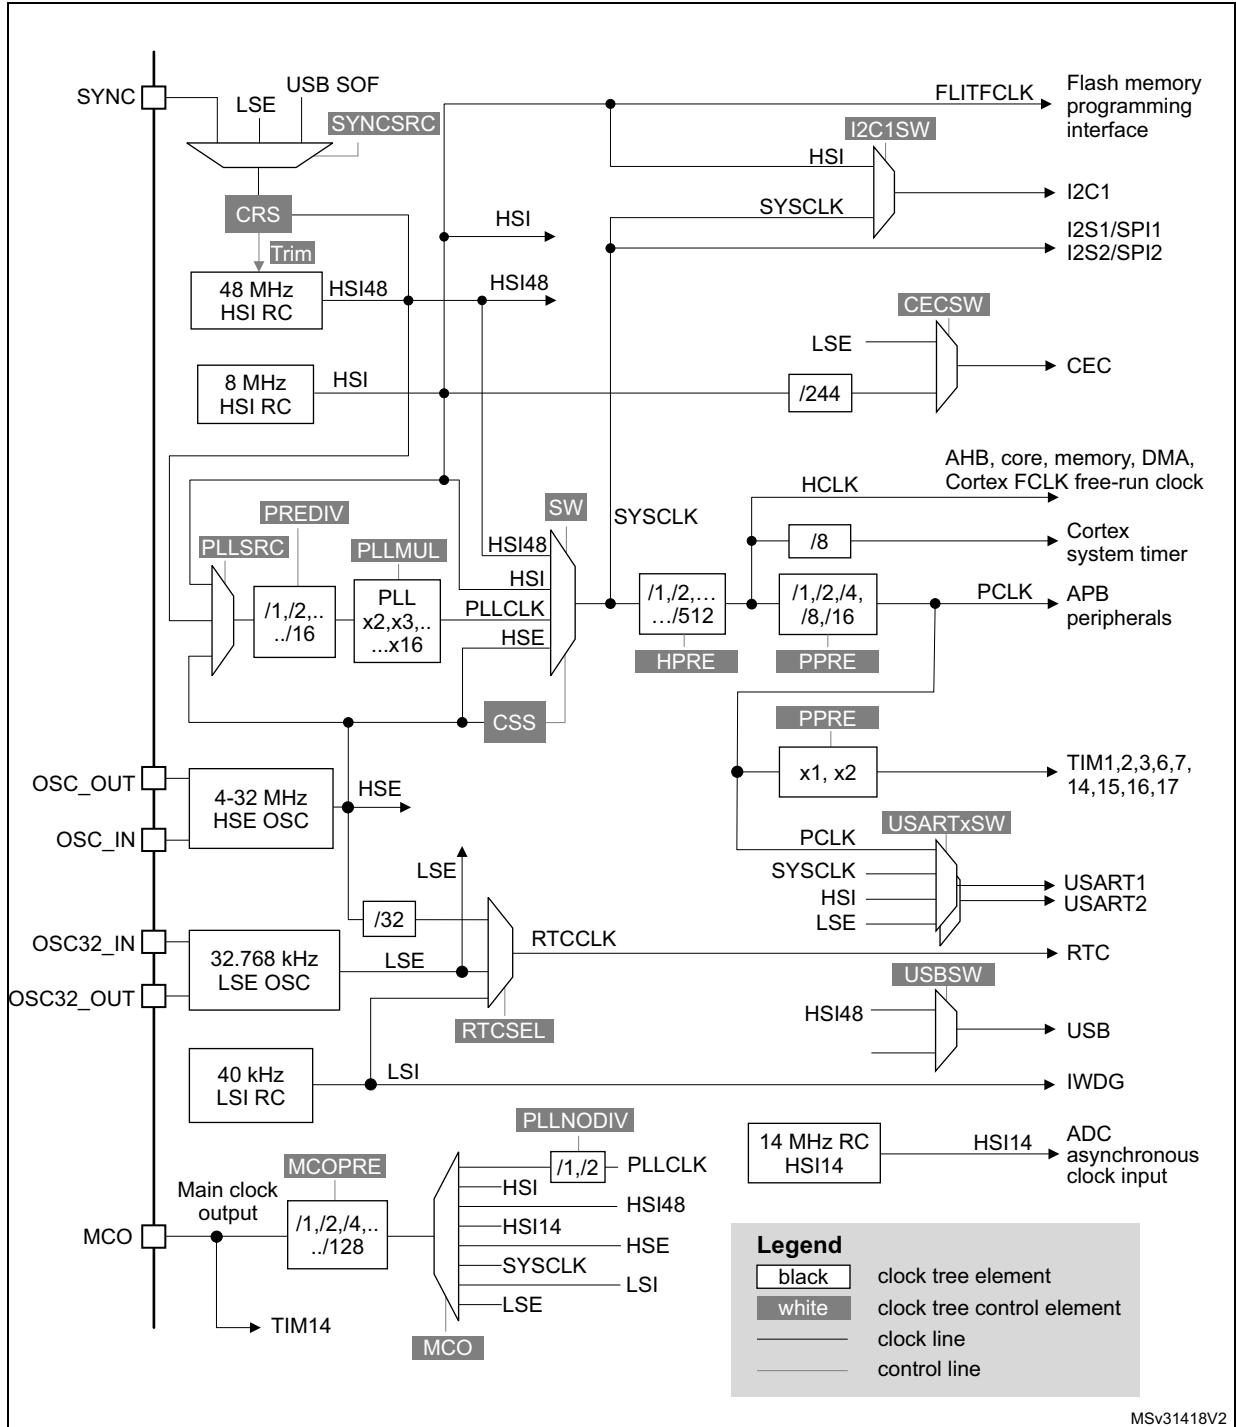 SYNC
LSE
USB SOF
SYNCSRC
FLITFCLK
Flash memory
programming
interface
I2C1SW
HSI
I2C1
SYSCLK
CRS
Trim
HSI
I2S1/SPI1
I2S2/SPI2
48 MHz
HSI RC
HSI48
HSI48
CECSW
LSE
CEC
8 MHz
HSI RC
HSI
/244
AHB, core, memory, DMA,
Cortex FCLK free-run clock
HCLK
PREDIV
SW
SYSCLK
PLLSRC
PLLMUL
HSI48
/8
Cortex
system timer
/1,/2,..
../16
PLL
x2,x3,..
...x16
HSI
PLLCLK
HSE
/1,/2,...
.../512
/1,/2,/4,
/8,/16
PCLK
APB
peripherals
HPRE
PPRE
CSS
PPRE
OSC_OUT
OSC_IN
4-32 MHz
HSE OSC
HSE
x1, x2
TIM1,2,3,6,7,
14,15,16,17
USARTxSW
PCLK
SYSCLK
HSI
LSE
USART1
USART2
LSE
/32
OSC32_IN
OSC32_OUT
32.768 kHz
LSE OSC
LSE
RTCCLK
RTC
RTCSEL
USBSW
HSI48
USB
40 kHz
LSI RC
LSI
IWDG
PLLNODIV
14 MHz RC
HSI14
HSI14
ADC
asynchronous
clock input
MCOPRE
/1,/2
PLLCLK
HSI
HSI48
HSI14
HSE
SYSCLK
LSI
LSE
Main clock
output
MCO
/1,/2,/4,..
../128
TIM14
MCO
Legend
black
clock tree element
white
clock tree control element
clock line
control line
MSv31418V2